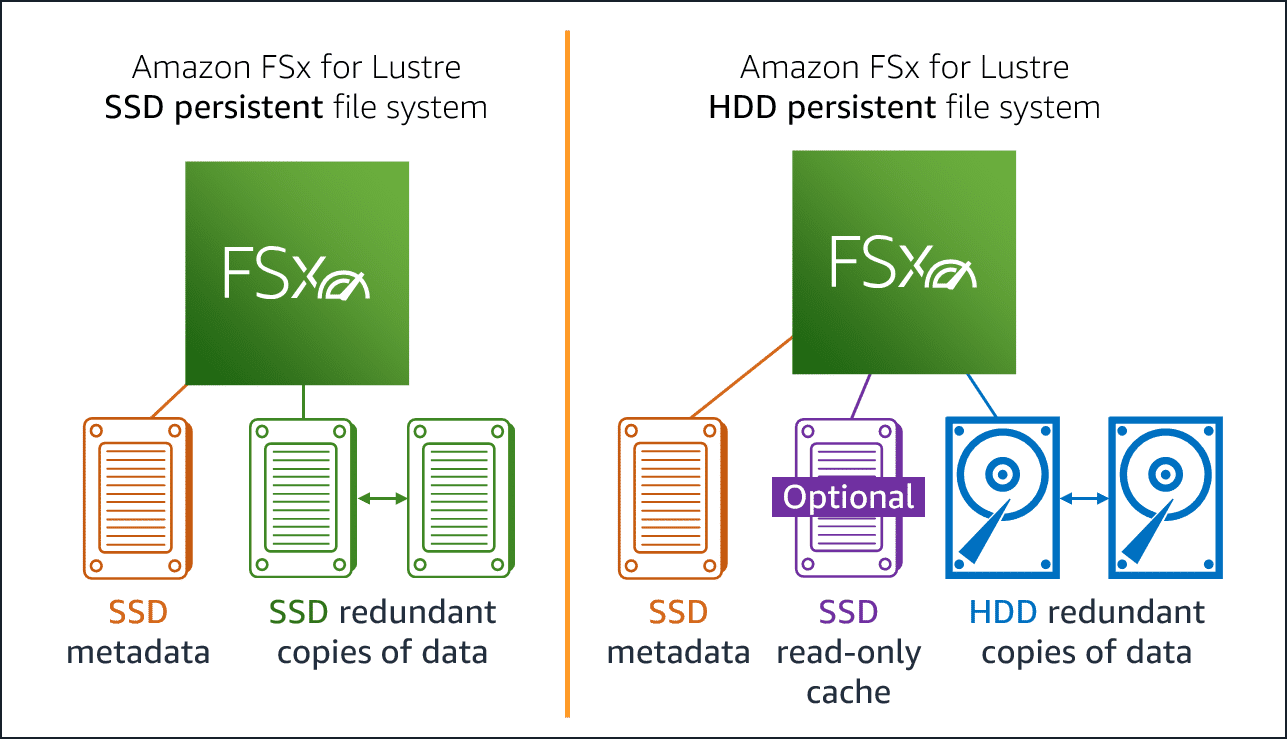 Amazon FSx for Lustre
SSD persistent file system
FSx
SSD
metadata
SSD redundant
copies of data
Amazon FSx for Lustre
HDD persistent file system
FSx
Optional
SSD
metadata
SSD
read-only
cache
HDD redundant
copies of data